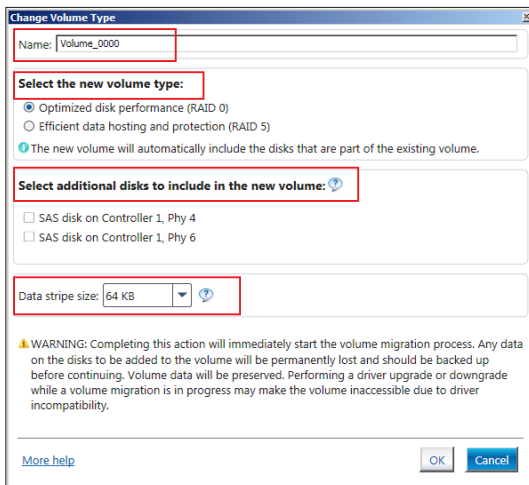 Change Volume Type
Name: Volume_0000
Select the new volume type:
Optimized disk performance (RAID 0)
Efficient data hosting and protection (RAID 5)
The new volume will automatically include the disks that are part of the existing volume.
Select additional disks to include in the new volume:
SAS disk on Controller 1, Phy 4
SAS disk on Controller 1, Phy 6
Data stripe size: 64 KB
WARNING: Completing this action will immediately start the volume migration process. Any data
on the disks to be added to the volume will be permanently lost and should be backed up
before continuing. Volume data will be preserved. Performing a driver upgrade or downgrade
while a volume migration is in progress may make the volume inaccessible due to driver
incompatibility.
More help
OK
Cancel